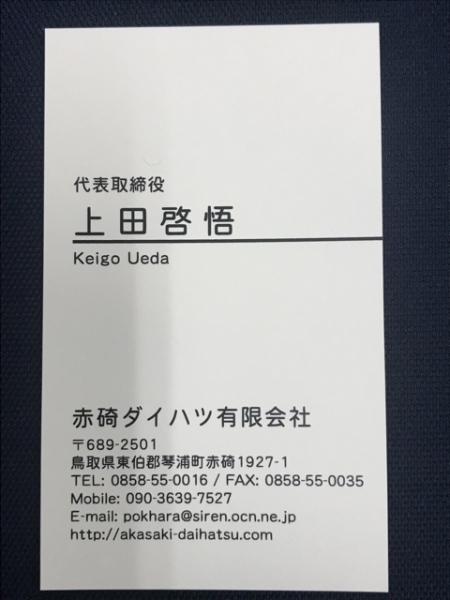 代表取締役
上田啓悟
Keigo Ueda
赤碕ダイハツ有限会社
〒689-2501
鳥取県東伯郡琴浦町赤碕1927-1
TEL: 0858-55-0016 / FAX: 0858-55-0035
Mobile: 090-3639-7527
E-mail: pokhara@siren.ocn.ne.jp
http://akasaki-daihatsu.com